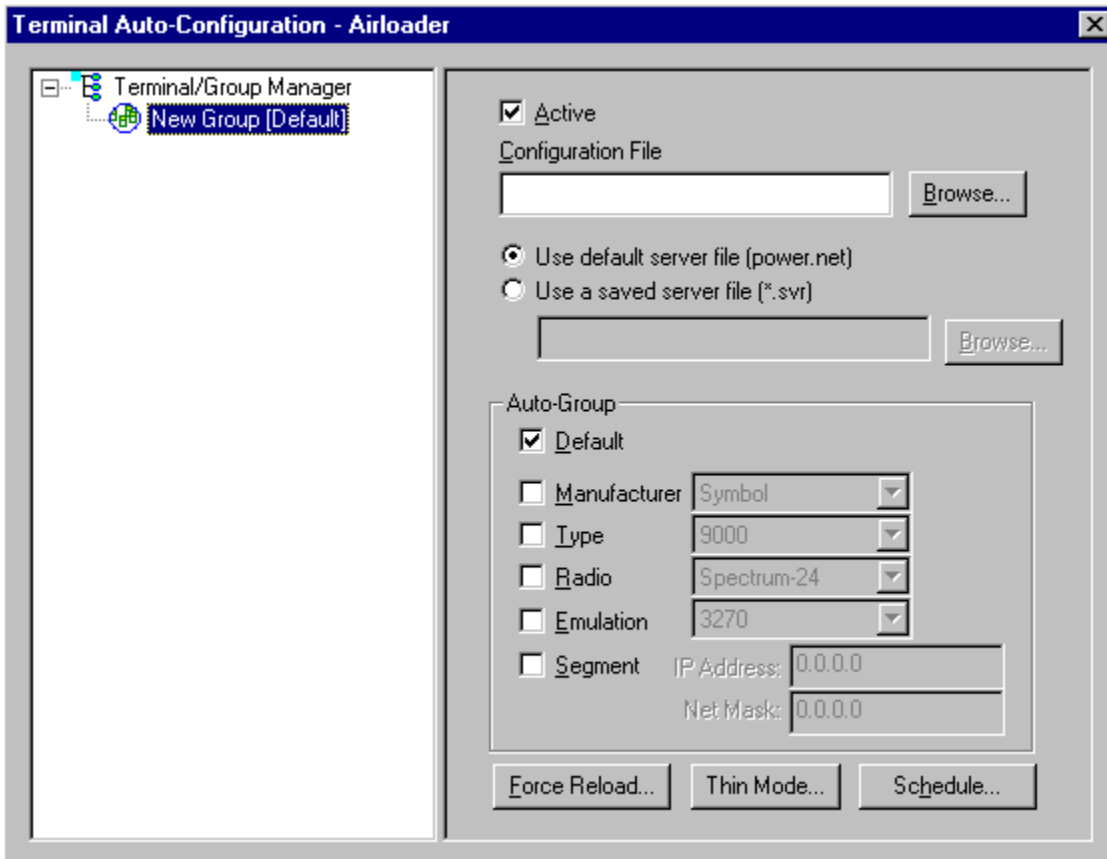 Terminal Auto-Configuration - Airloader
Terminal/Group Manager
New Group [Default]
Active
Configuration File
Browse...
Use default server file (power.net)
Use a saved server file (*.svr)
Browse...
Auto-Group
Default
Manufacturer Symbol
Type 9000
Radio Spectrum-24
Emulation 3270
Segment IP Address: 0.0.0.0
Net Mask: 0.0.0.0
Force Reload... Thin Mode... Schedule...